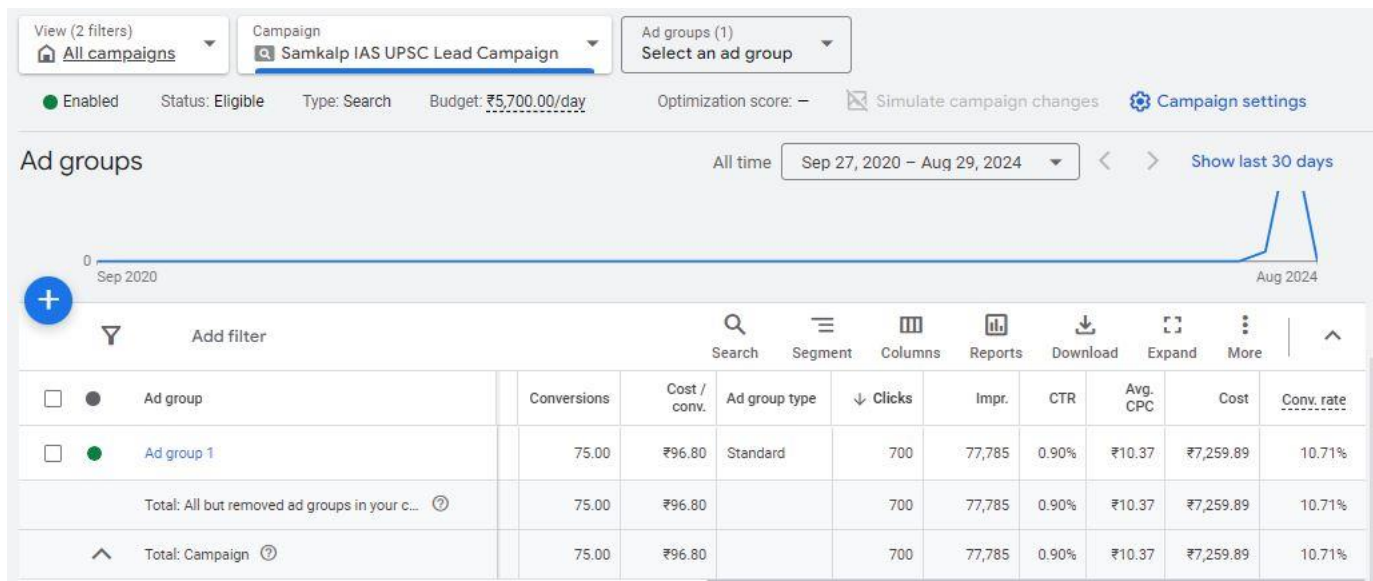 View (2 filters)
All campaigns
Campaign
Samkalp IAS UPSC Lead Campaign
Ad groups (1)
Select an ad group
Enabled Status: Eligible Type: Search Budget: ₹5,700.00/day Optimization score: – Simulate campaign changes Campaign settings
Ad groups All time Sep 27, 2020 – Aug 29, 2024 Show last 30 days
0
Sep 2020 Aug 2024
Add filter Search Segment Columns Reports Download Expand More
Ad group Conversions Cost / conv. Ad group type Clicks Impr. CTR Avg. CPC Cost Conv. rate
Ad group 1 75.00 ₹96.80 Standard 700 77,785 0.90% ₹10.37 ₹7,259.89 10.71%
Total: All but removed ad groups in your c... 75.00 ₹96.80 700 77,785 0.90% ₹10.37 ₹7,259.89 10.71%
Total: Campaign 75.00 ₹96.80 700 77,785 0.90% ₹10.37 ₹7,259.89 10.71%